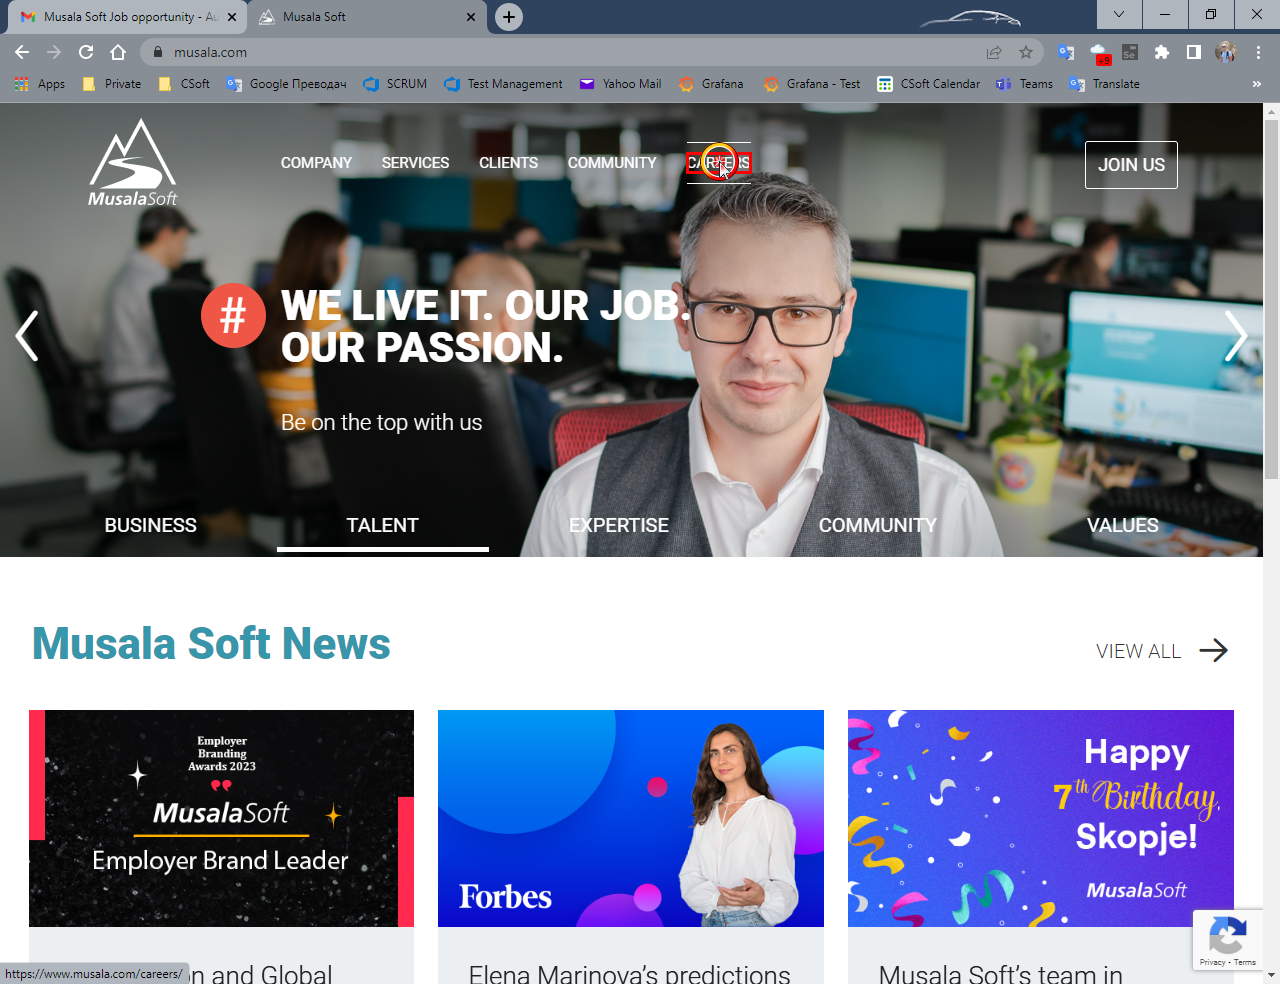 Musala Soft Job opportunity - Au
Musala Soft
musala.com
Apps
Private
CSoft
Google Преводач
SCRUM
Test Management
Yahoo Mail
Grafana
Grafana - Test
CSoft Calendar
Teams
Translate
»
MusalaSoft
COMPANY
SERVICES
CLIENTS
COMMUNITY
CAREERS
JOIN US
#
WE LIVE IT. OUR JOB.
OUR PASSION.
Be on the top with us
BUSINESS
TALENT
EXPERTISE
COMMUNITY
VALUES
Musala Soft News
VIEW ALL
Employer
Branding
Awards 2023
MusalaSoft
Employer Brand Leader
Forbes
Happy
7th Birthday,
Skopje!
MusalaSoft
Privacy - Terms
https://www.musala.com/careers/
n and Global
Elena Marinova's predictions
Musala Soft's team in